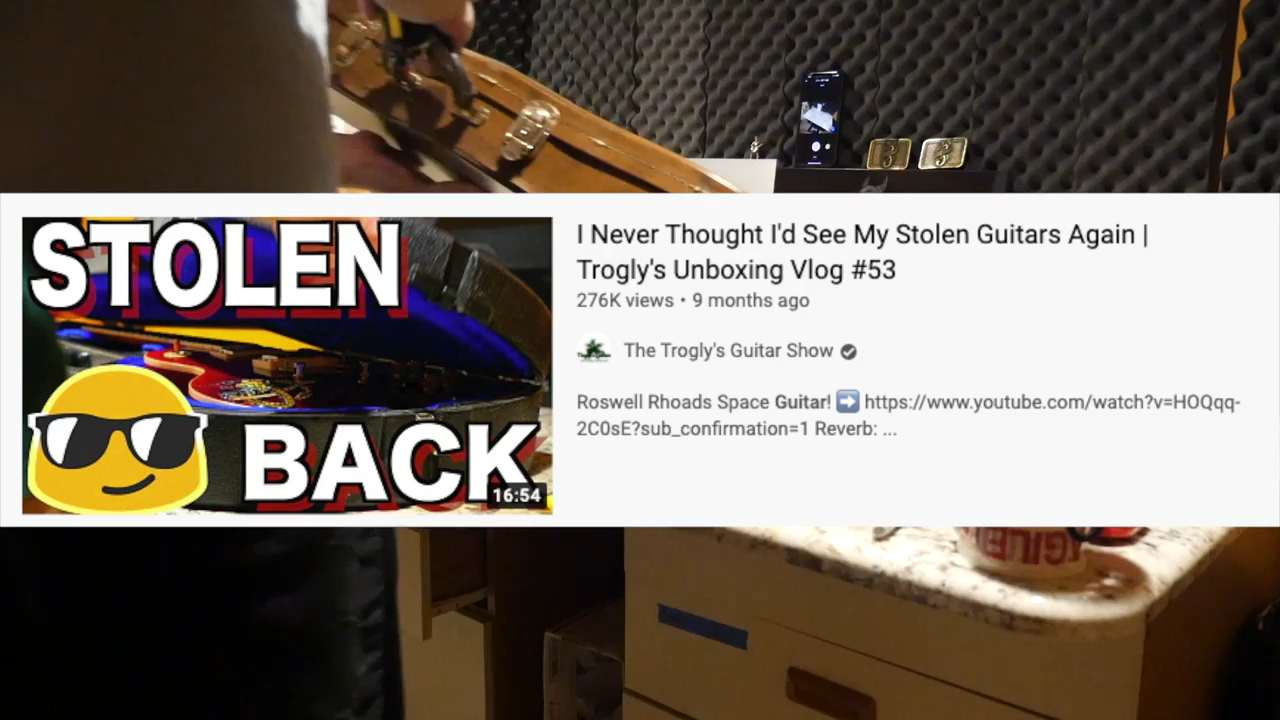 STOLEN
BACK
16:54
I Never Thought I'd See My Stolen Guitars Again |
Trogly's Unboxing Vlog #53
276K views • 9 months ago
The Trogly's Guitar Show
Roswell Rhoads Space Guitar! ➡️ https://www.youtube.com/watch?v=HOQqq-
2C0sE?sub_confirmation=1 Reverb: ...